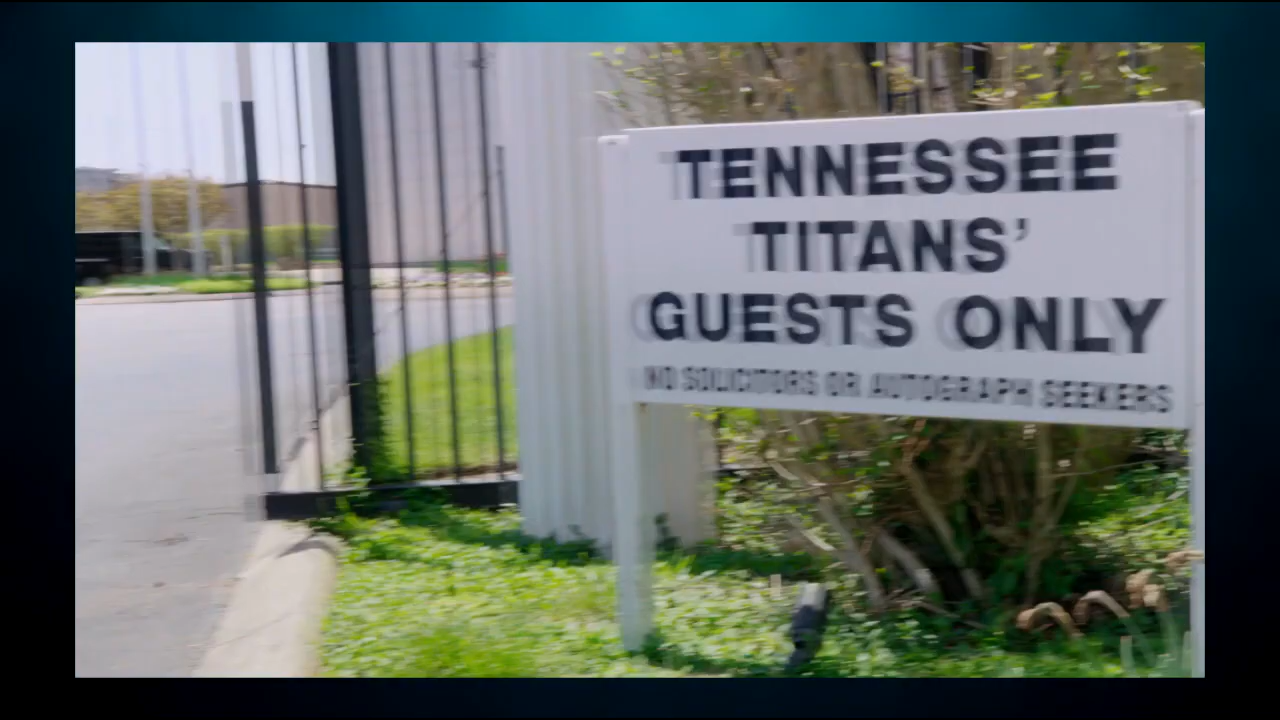 TENNESSEE
TITANS'
GUESTS ONLY
NO SOLICITORS OR AUTOGRAPH SEEKERS